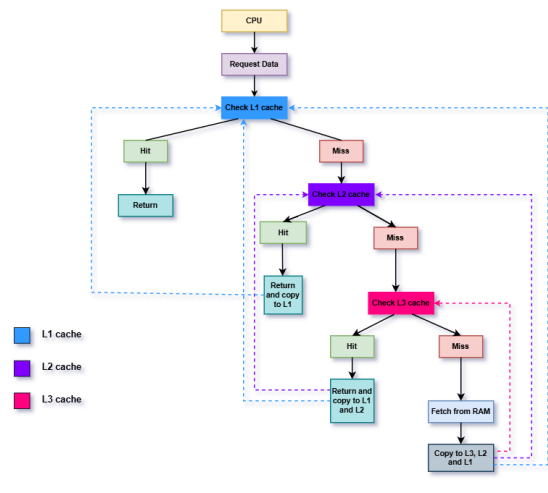 CPU
Request Data
Check L1 cache
Hit
Miss
Return
Check L2 cache
Hit
Miss
Return
and copy
to L1
Check L3 cache
L1 cache
Hit
Miss
L2 cache
Return and
copy to L1
and L2
L3 cache
Fetch from RAM
Copy to L3, L2
and L1